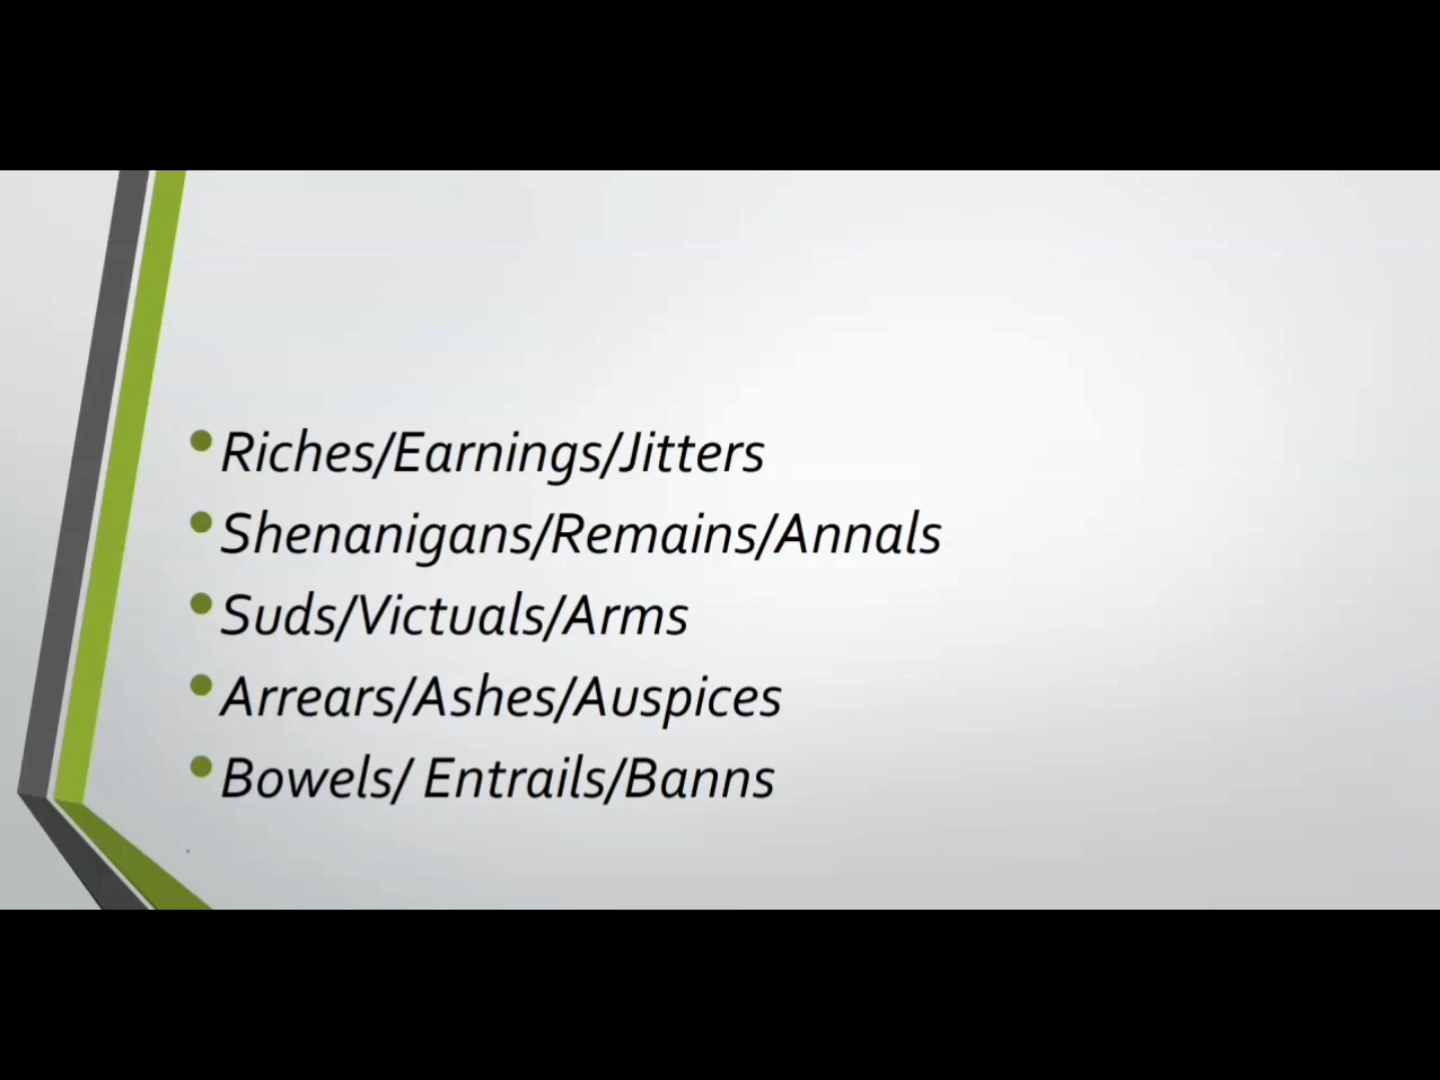 Riches/Earnings/Jitters
Shenanigans/Remains/Annals
Suds/Victuals/Arms
Arrears/Ashes/Auspices
Bowels/ Entrails/Banns